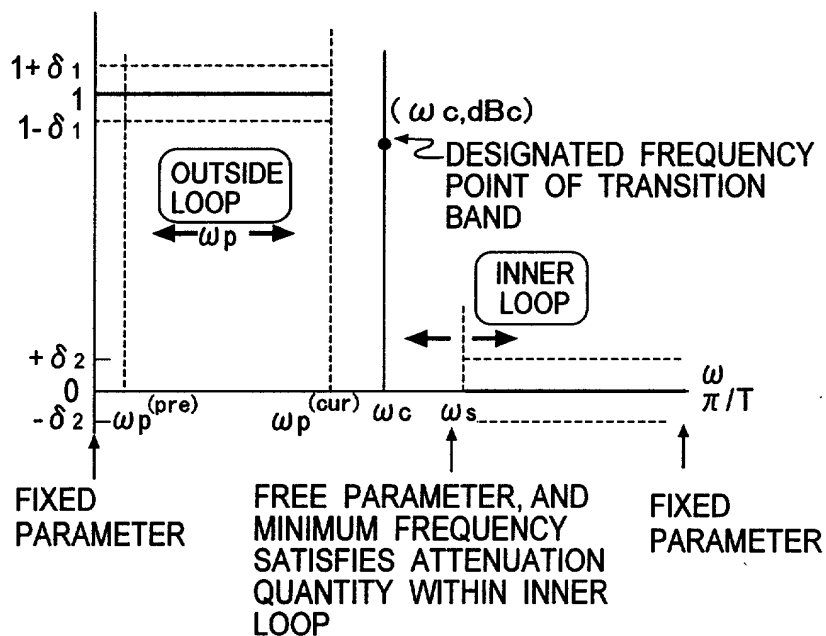 1+δ1
1
1-δ1
(ωc,dBc)
DESIGNATED FREQUENCY
POINT OF TRANSITION
BAND
OUTSIDE
LOOP
ωp
INNER
LOOP
+δ2
0
-δ2
ω
π/T
ωp(pre)
ωp(cur)
ωc
ωs
FIXED
PARAMETER
FREE PARAMETER, AND
MINIMUM FREQUENCY
SATISFIES ATTENUATION
QUANTITY WITHIN INNER
LOOP
FIXED
PARAMETER